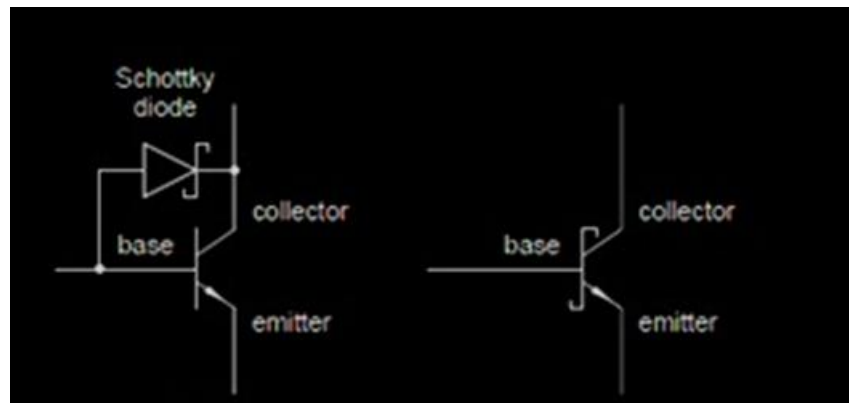 Schottky
diode
collector
base
emitter
collector
base
emitter